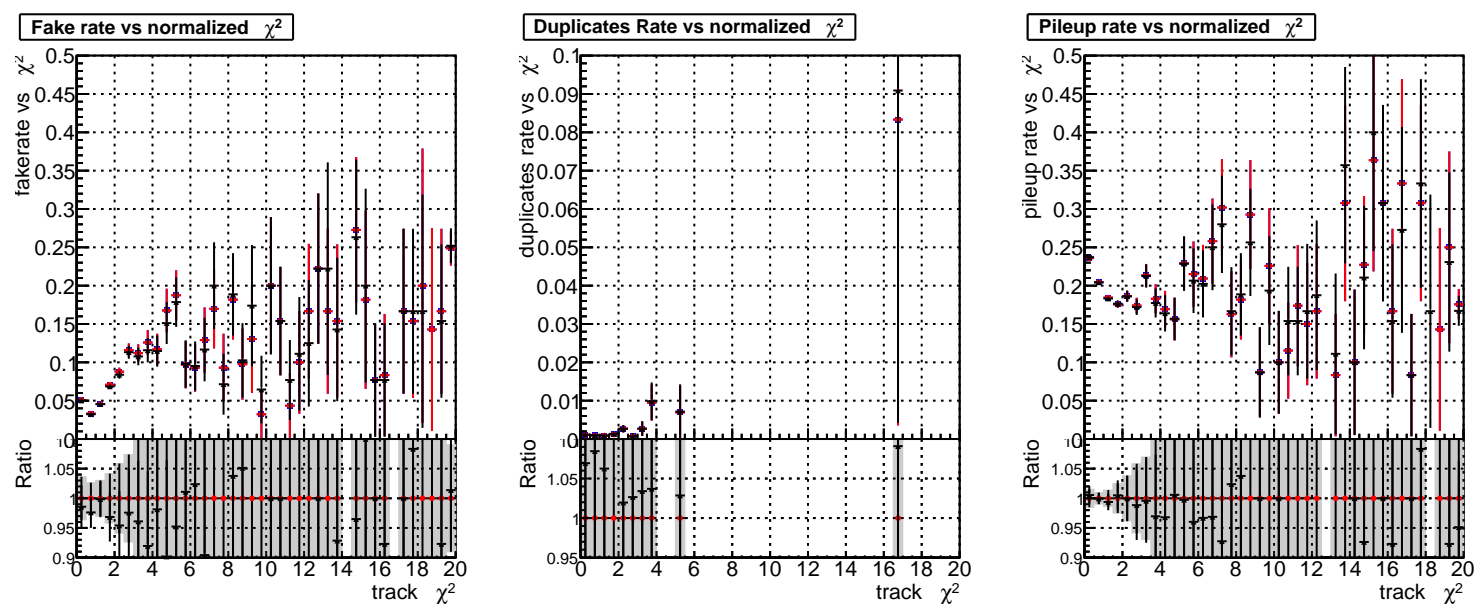 Fake rate vs normalized χ²
fakerate vs χ²
0.5
0.45
0.4
0.35
0.3
0.25
0.2
0.15
0.1
0.05
0
Ratio
1.05
1
0.95
0.9
0 2 4 6 8 10 12 14 16 18 20
track χ²
Duplicates Rate vs normalized χ²
duplicates rate vs χ²
0.1
0.09
0.08
0.07
0.06
0.05
0.04
0.03
0.02
0.01
0
Ratio
1.05
1
0.95
0 2 4 6 8 10 12 14 16 18 20
track χ²
Pileup rate vs normalized χ²
pileup rate vs χ²
0.5
0.45
0.4
0.35
0.3
0.25
0.2
0.15
0.1
0.05
0
Ratio
1.05
1
0.95
0.9
0 2 4 6 8 10 12 14 16 18 20
track χ²